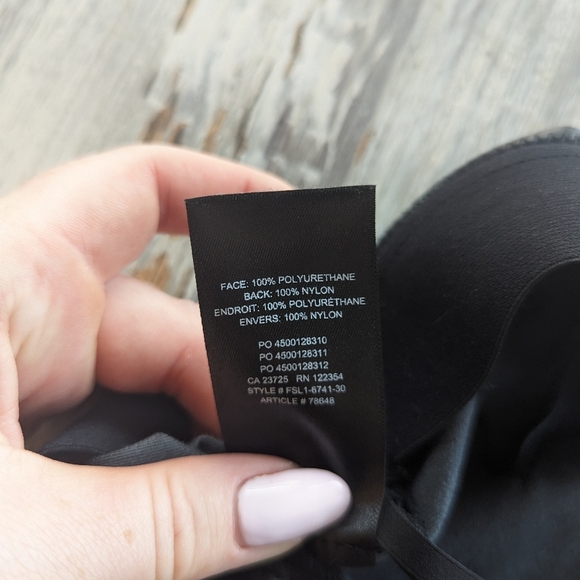 FACE: 100% POLYURETHANE
BACK: 100% NYLON
ENDROIT: 100% POLYURÉTHANE
ENVERS: 100% NYLON
PO 4500128310
PO 4500128311
PO 4500128312
CA 23725 RN 122354
STYLE # FSL1-6741-30
ARTICLE # 78648